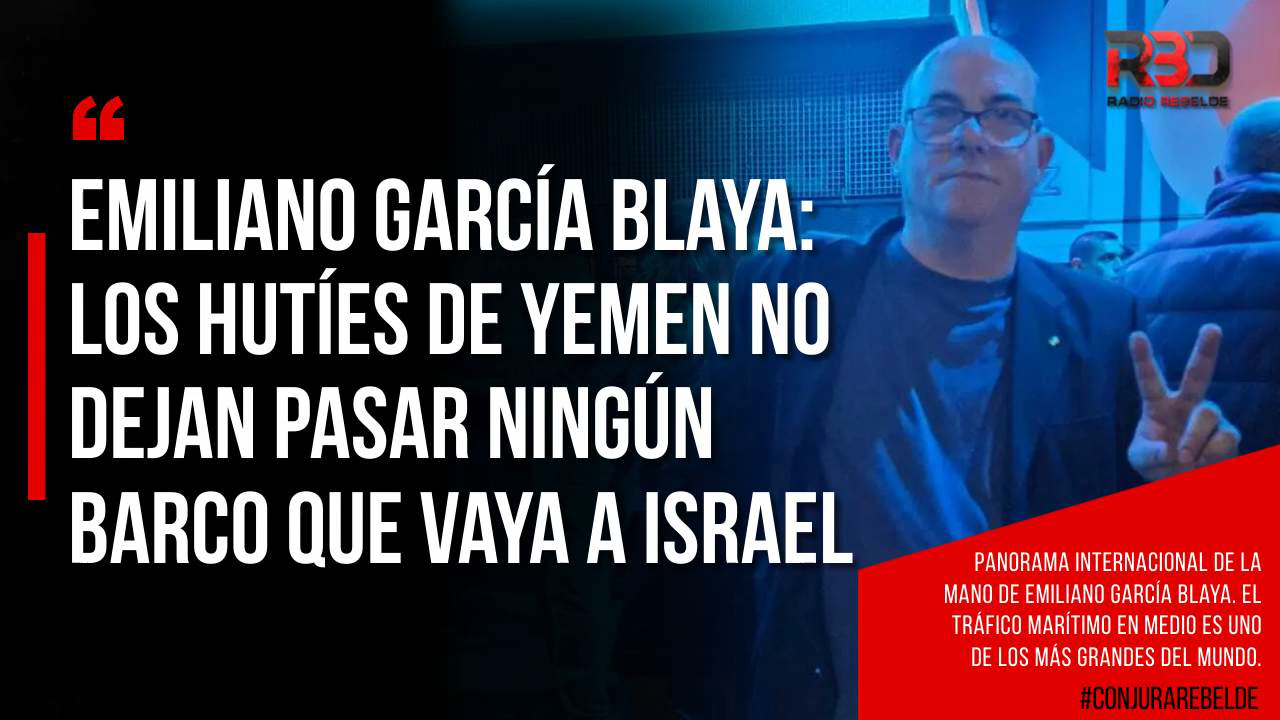 RBD
RADIO REBELDE
“
EMILIANO GARCÍA BLAYA:
LOS HUTÍES DE YEMEN NO
DEJAN PASAR NINGÚN
BARCO QUE VAYA A ISRAEL
PANORAMA INTERNACIONAL DE LA
MANO DE EMILIANO GARCÍA BLAYA. EL
TRÁFICO MARÍTIMO EN MEDIO ES UNO
DE LOS MÁS GRANDES DEL MUNDO.
#CONJURAREBELDE